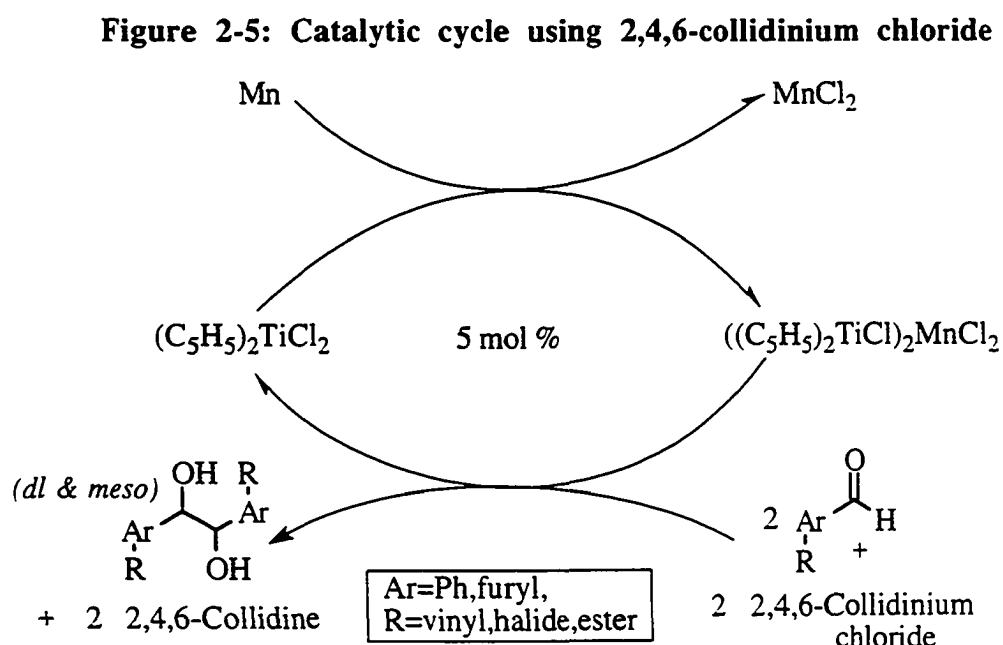 Figure 2-5: Catalytic cycle using 2,4,6-collidinium chloride
Mn
MnCl2
(C5H5)2TiCl2
5 mol %
((C5H5)2TiCl)2MnCl2
(dl & meso)
OH
R
Ar
Ar
R
OH
+ 2 2,4,6-Collidine
Ar=Ph,furyl,
R=vinyl,halide,ester
O
2 Ar H
R
+
2 2,4,6-Collidinium
chloride